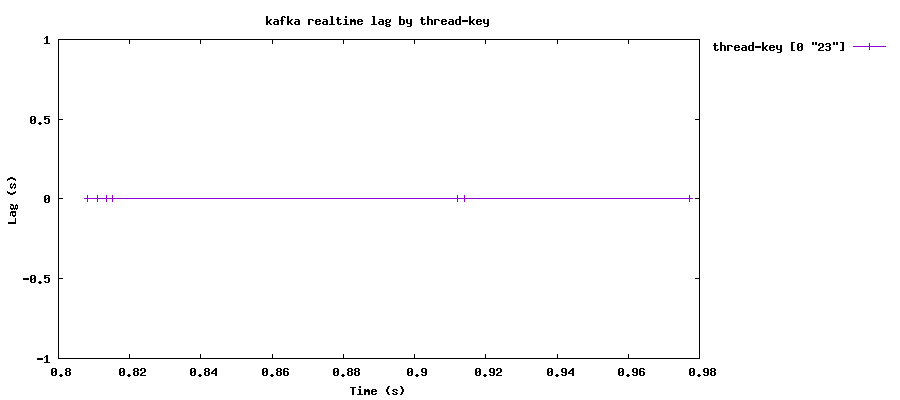 kafka realtime lag by thread-key
thread-key [0 "23"]
1
0.5
0
-0.5
-1
Lag (s)
0.8 0.82 0.84 0.86 0.88 0.9 0.92 0.94 0.96 0.98
Time (s)